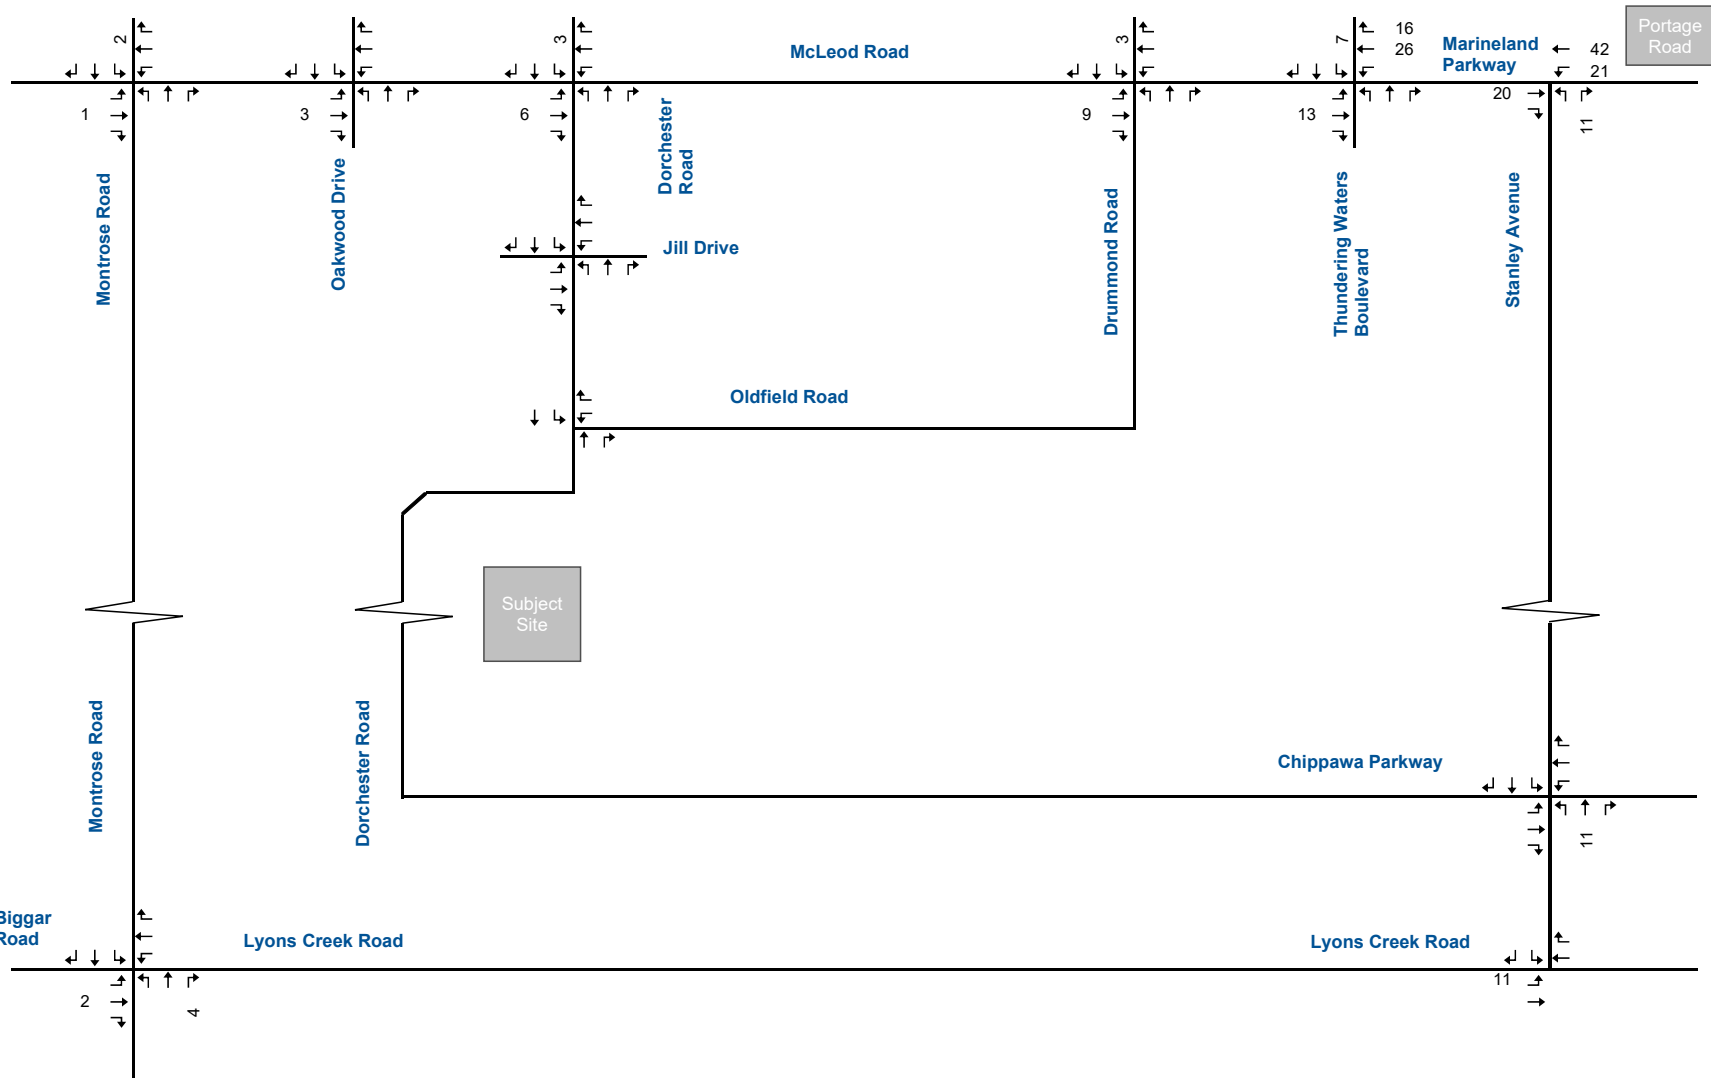 2
3
McLeod Road
3
7
16
26
Marineland
Parkway
42
21
Portage
Road
1
3
6
9
13
20
11
Montrose Road
Oakwood Drive
Dorchester
Road
Jill Drive
Drummond Road
Thundering Waters
Boulevard
Stanley Avenue
Oldfield Road
Subject
Site
Montrose Road
Dorchester Road
Chippawa Parkway
11
Biggar
Road
Lyons Creek Road
Lyons Creek Road
2
4
11